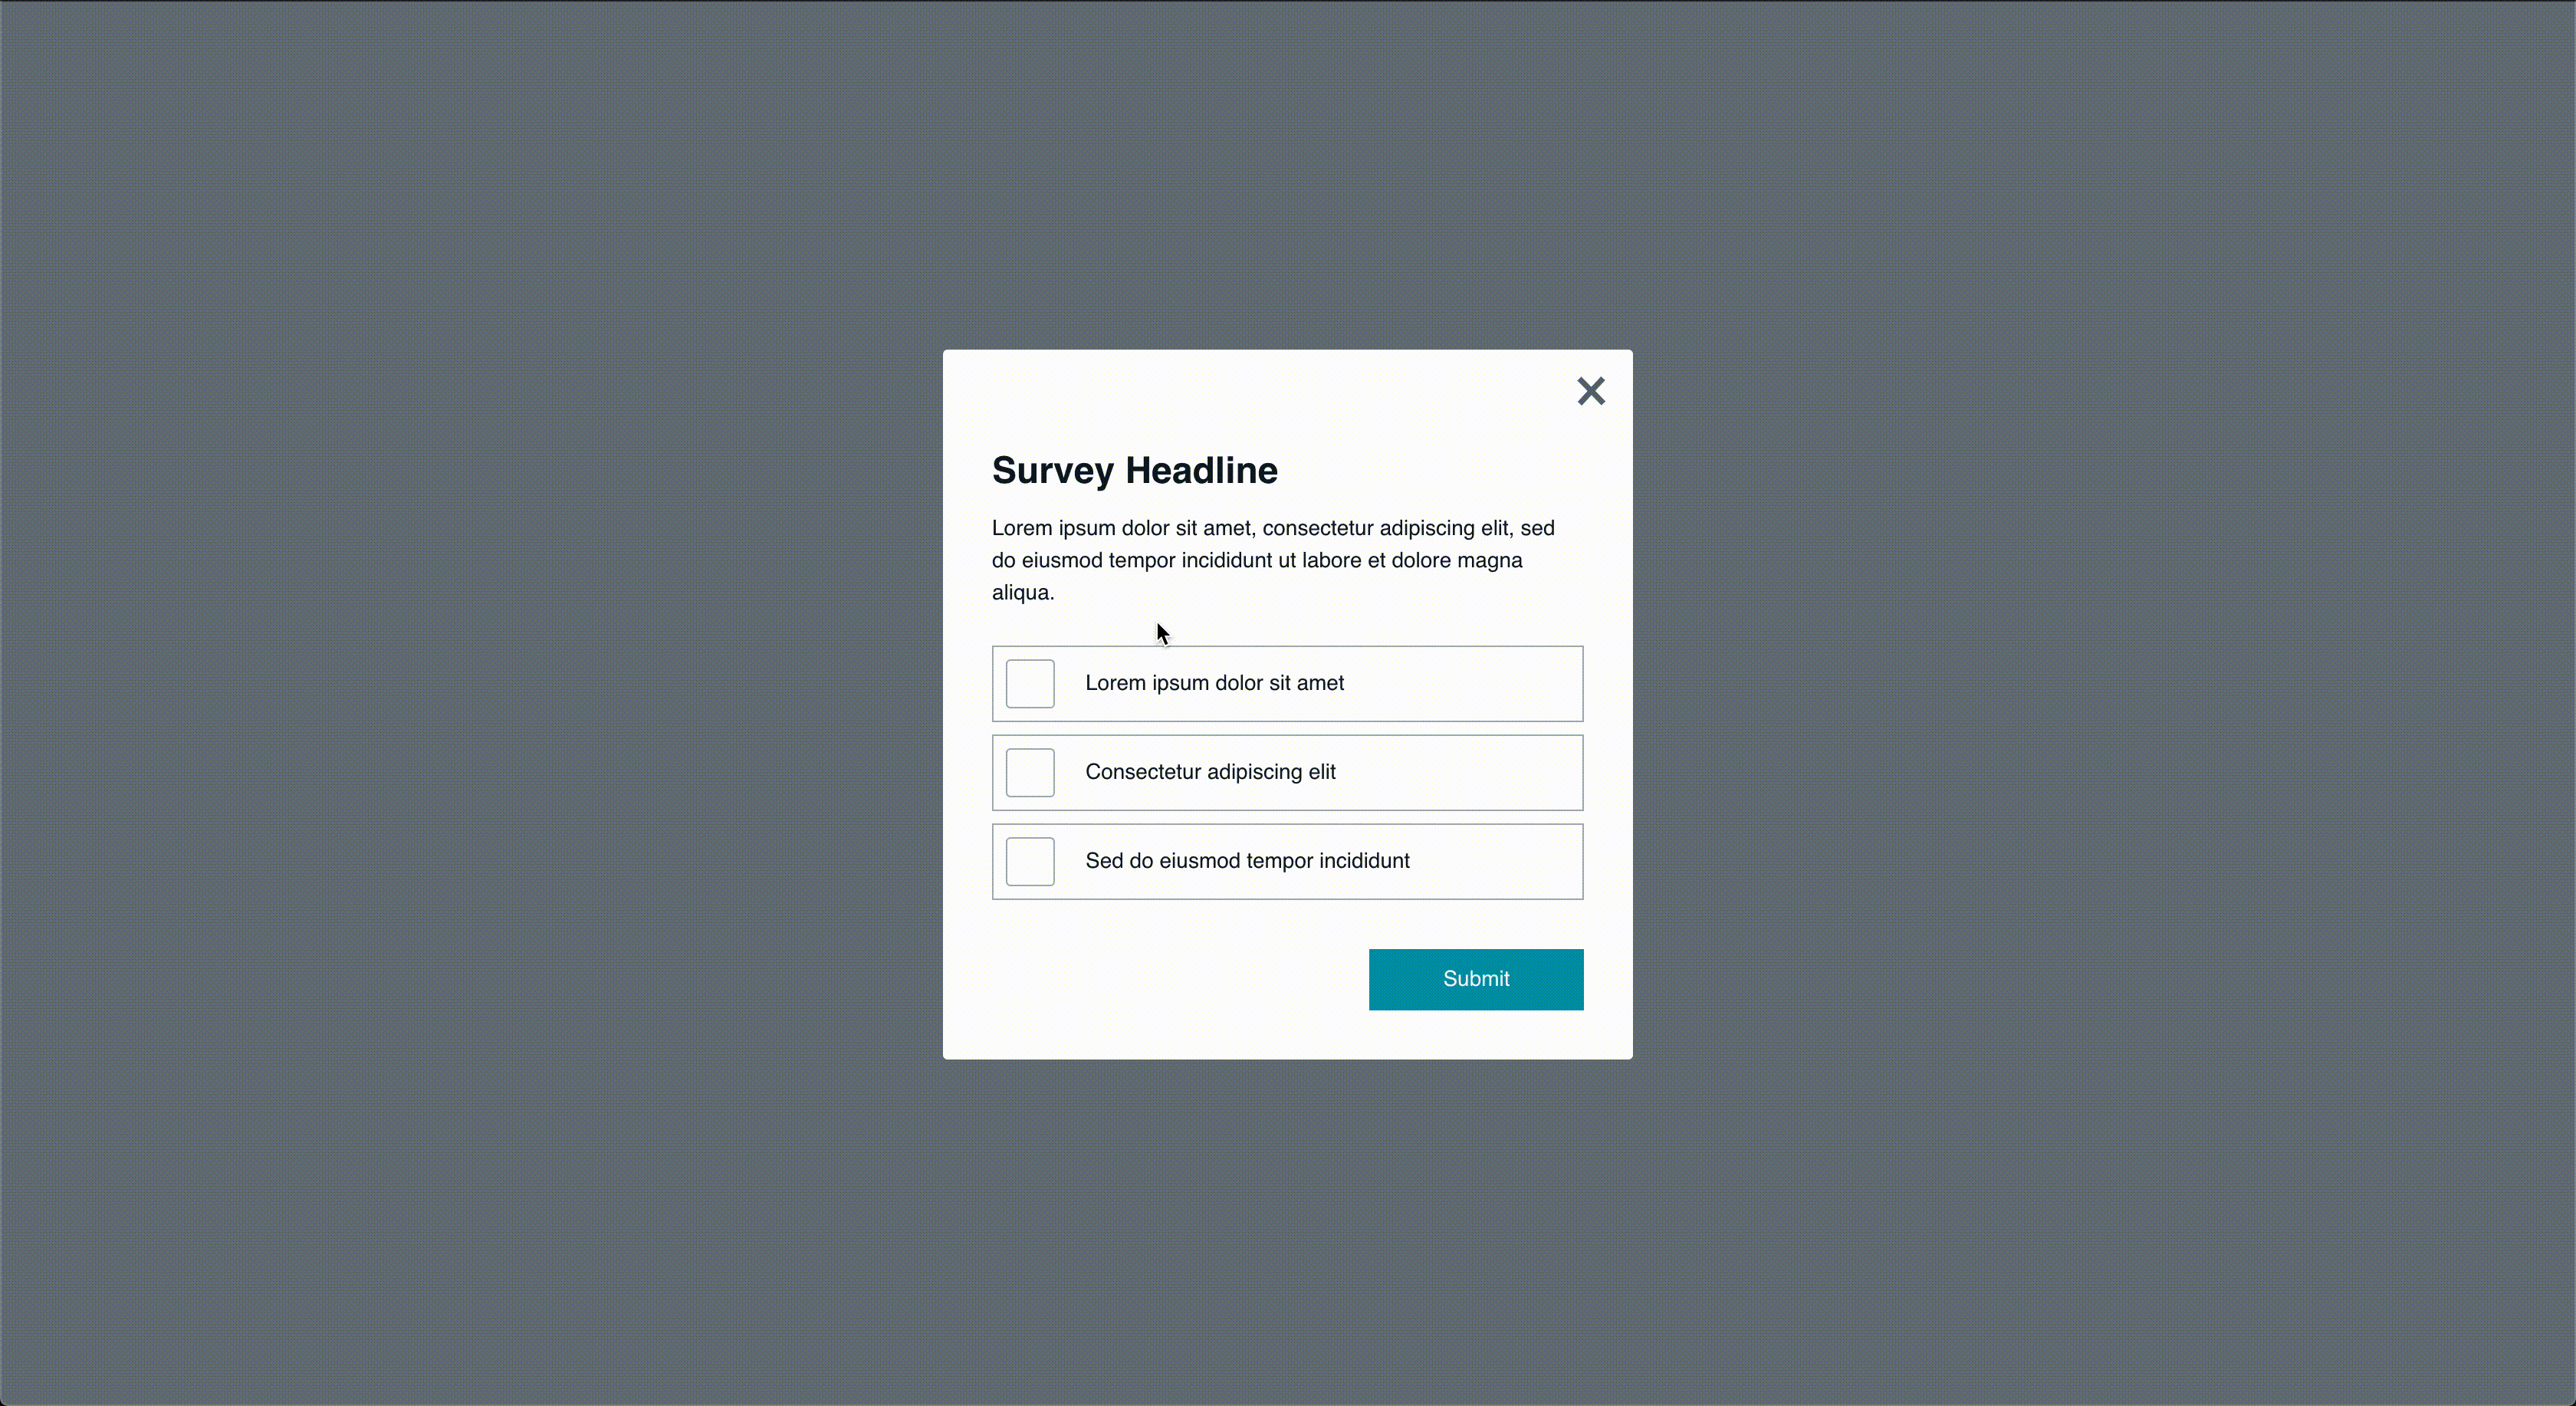 Survey Headline
Lorem ipsum dolor sit amet, consectetur adipiscing elit, sed
do eiusmod tempor incididunt ut labore et dolore magna
aliqua.
Lorem ipsum dolor sit amet
Consectetur adipiscing elit
Sed do eiusmod tempor incididunt
Submit